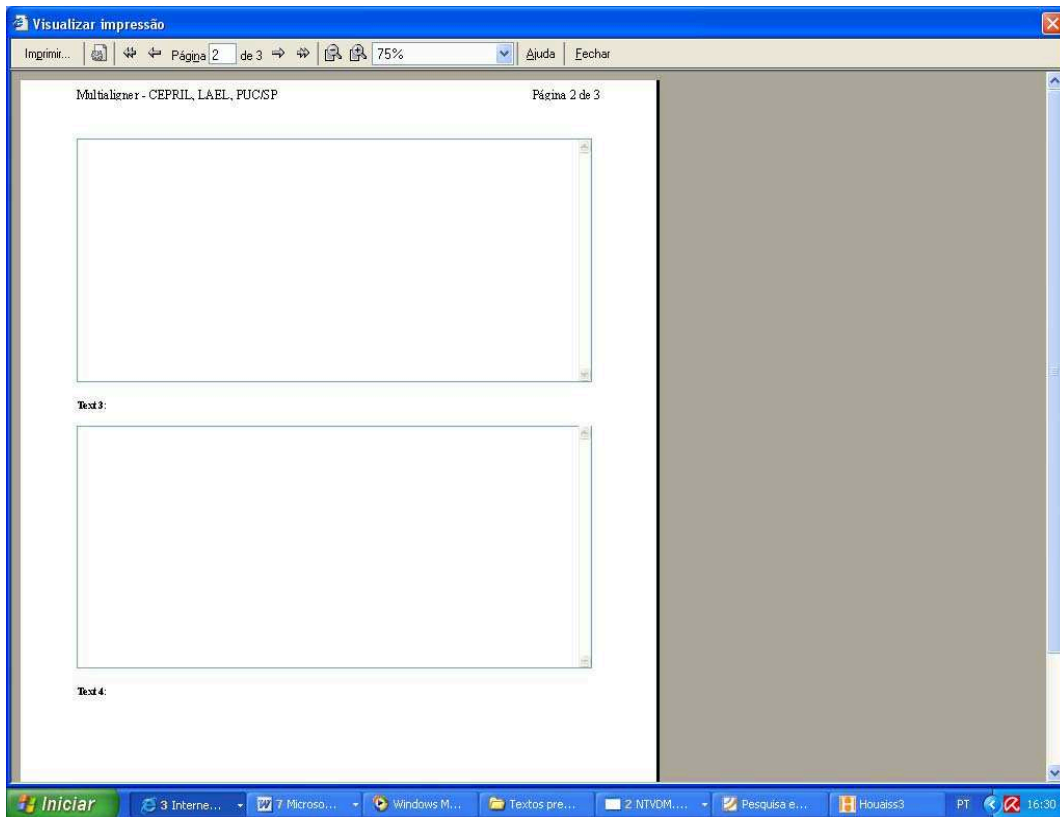 Visualizar impressão
Imprimir... Página 2 de 3 75% Ajuda Fechar
Multialigner - CEPRIL, LAEL, PUC/SP Página 2 de 3
Text 3:
Text 4:
Iniciar 3 Interne... 7 Microso... Windows M... Textos pre... 2 NTVDM.... Pesquisa e... Houaiss3 PT 16:30